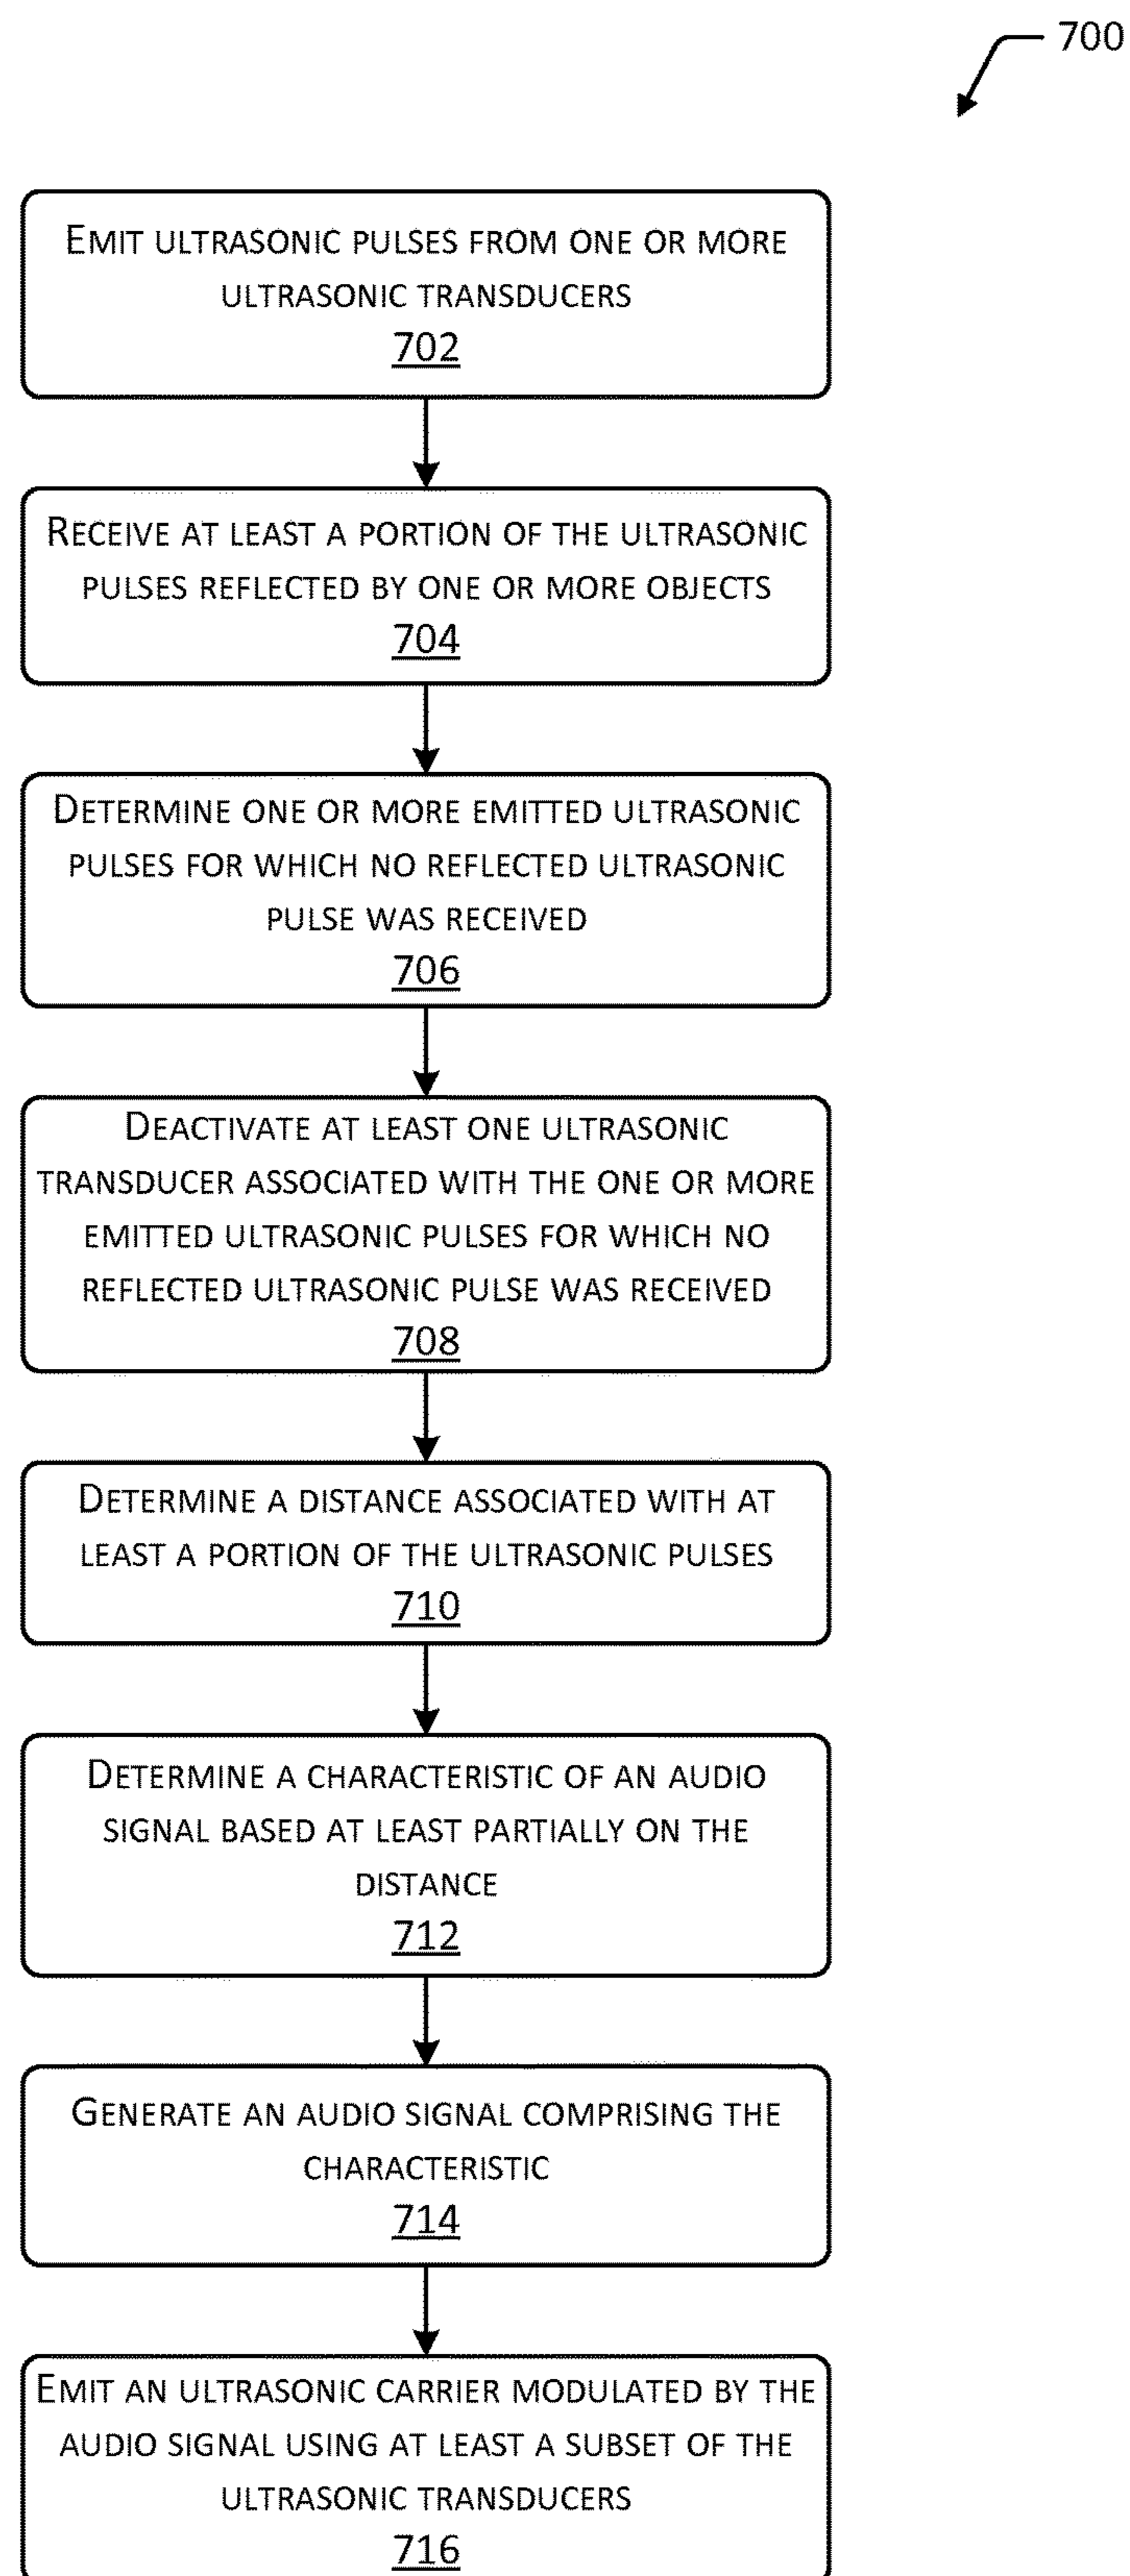 700
EMIT ULTRASONIC PULSES FROM ONE OR MORE
ULTRASONIC TRANSDUCERS
702
RECEIVE AT LEAST A PORTION OF THE ULTRASONIC
PULSES REFLECTED BY ONE OR MORE OBJECTS
704
DETERMINE ONE OR MORE EMITTED ULTRASONIC
PULSES FOR WHICH NO REFLECTED ULTRASONIC
PULSE WAS RECEIVED
706
DEACTIVATE AT LEAST ONE ULTRASONIC
TRANSDUCER ASSOCIATED WITH THE ONE OR MORE
EMITTED ULTRASONIC PULSES FOR WHICH NO
REFLECTED ULTRASONIC PULSE WAS RECEIVED
708
DETERMINE A DISTANCE ASSOCIATED WITH AT
LEAST A PORTION OF THE ULTRASONIC PULSES
710
DETERMINE A CHARACTERISTIC OF AN AUDIO
SIGNAL BASED AT LEAST PARTIALLY ON THE
DISTANCE
712
GENERATE AN AUDIO SIGNAL COMPRISING THE
CHARACTERISTIC
714
EMIT AN ULTRASONIC CARRIER MODULATED BY THE
AUDIO SIGNAL USING AT LEAST A SUBSET OF THE
ULTRASONIC TRANSDUCERS
716